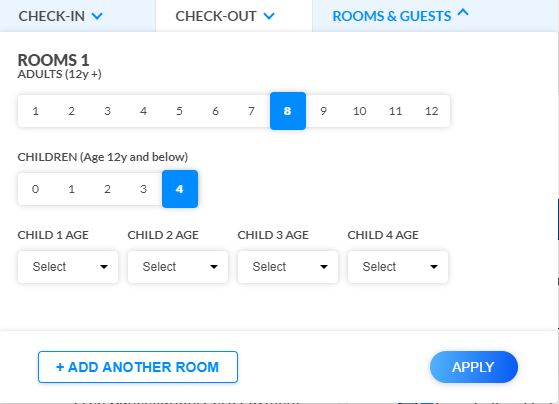 CHECK-IN CHECK-OUT ROOMS & GUESTS
ROOMS 1
ADULTS (12y +)
1 2 3 4 5 6 7 8 9 10 11 12
CHILDREN (Age 12y and below)
0 1 2 3 4
CHILD 1 AGE CHILD 2 AGE CHILD 3 AGE CHILD 4 AGE
Select Select Select Select
+ ADD ANOTHER ROOM APPLY